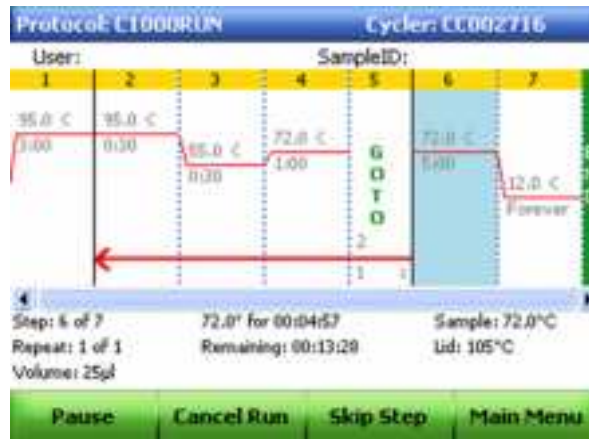 Protocol: C1000RUN Cycler: CC002716
User: SampleID:
1 2 3 4 5 6 7
95.0 C 95.0 C 55.0 C 72.0 C GOTO 72.0 C 12.0 C
3:00 0:30 0:30 1:00 5:00 Forever
2
1
Step: 6 of 7 72.0° for 00:04:57 Sample: 72.0°C
Repeat: 1 of 1 Remaining: 00:13:28 Lid: 105°C
Volume: 25µl
Pause Cancel Run Skip Step Main Menu